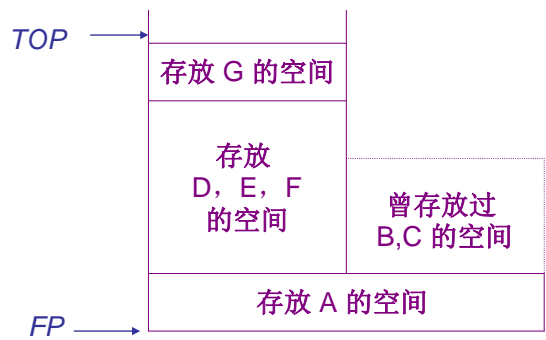 TOP
存放 G 的空间
存放
D，E，F
的空间
曾存放过
B,C 的空间
存放 A 的空间
FP